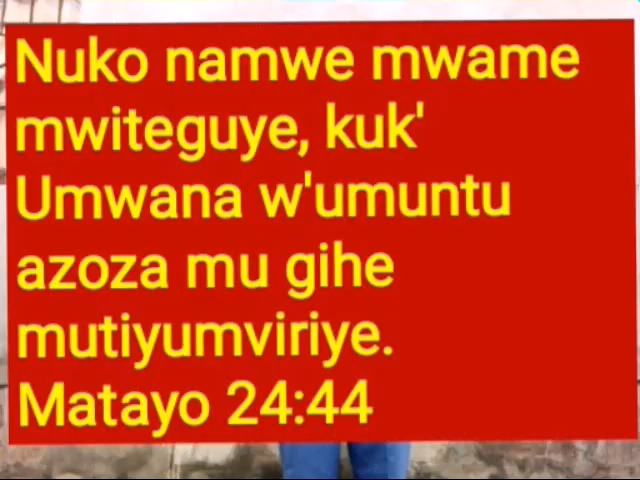 Nuko namwe mwame
mwiteguye, kuk'
Umwana w'umuntu
azoza mu gihe
mutiyumviriye.
Matayo 24:44